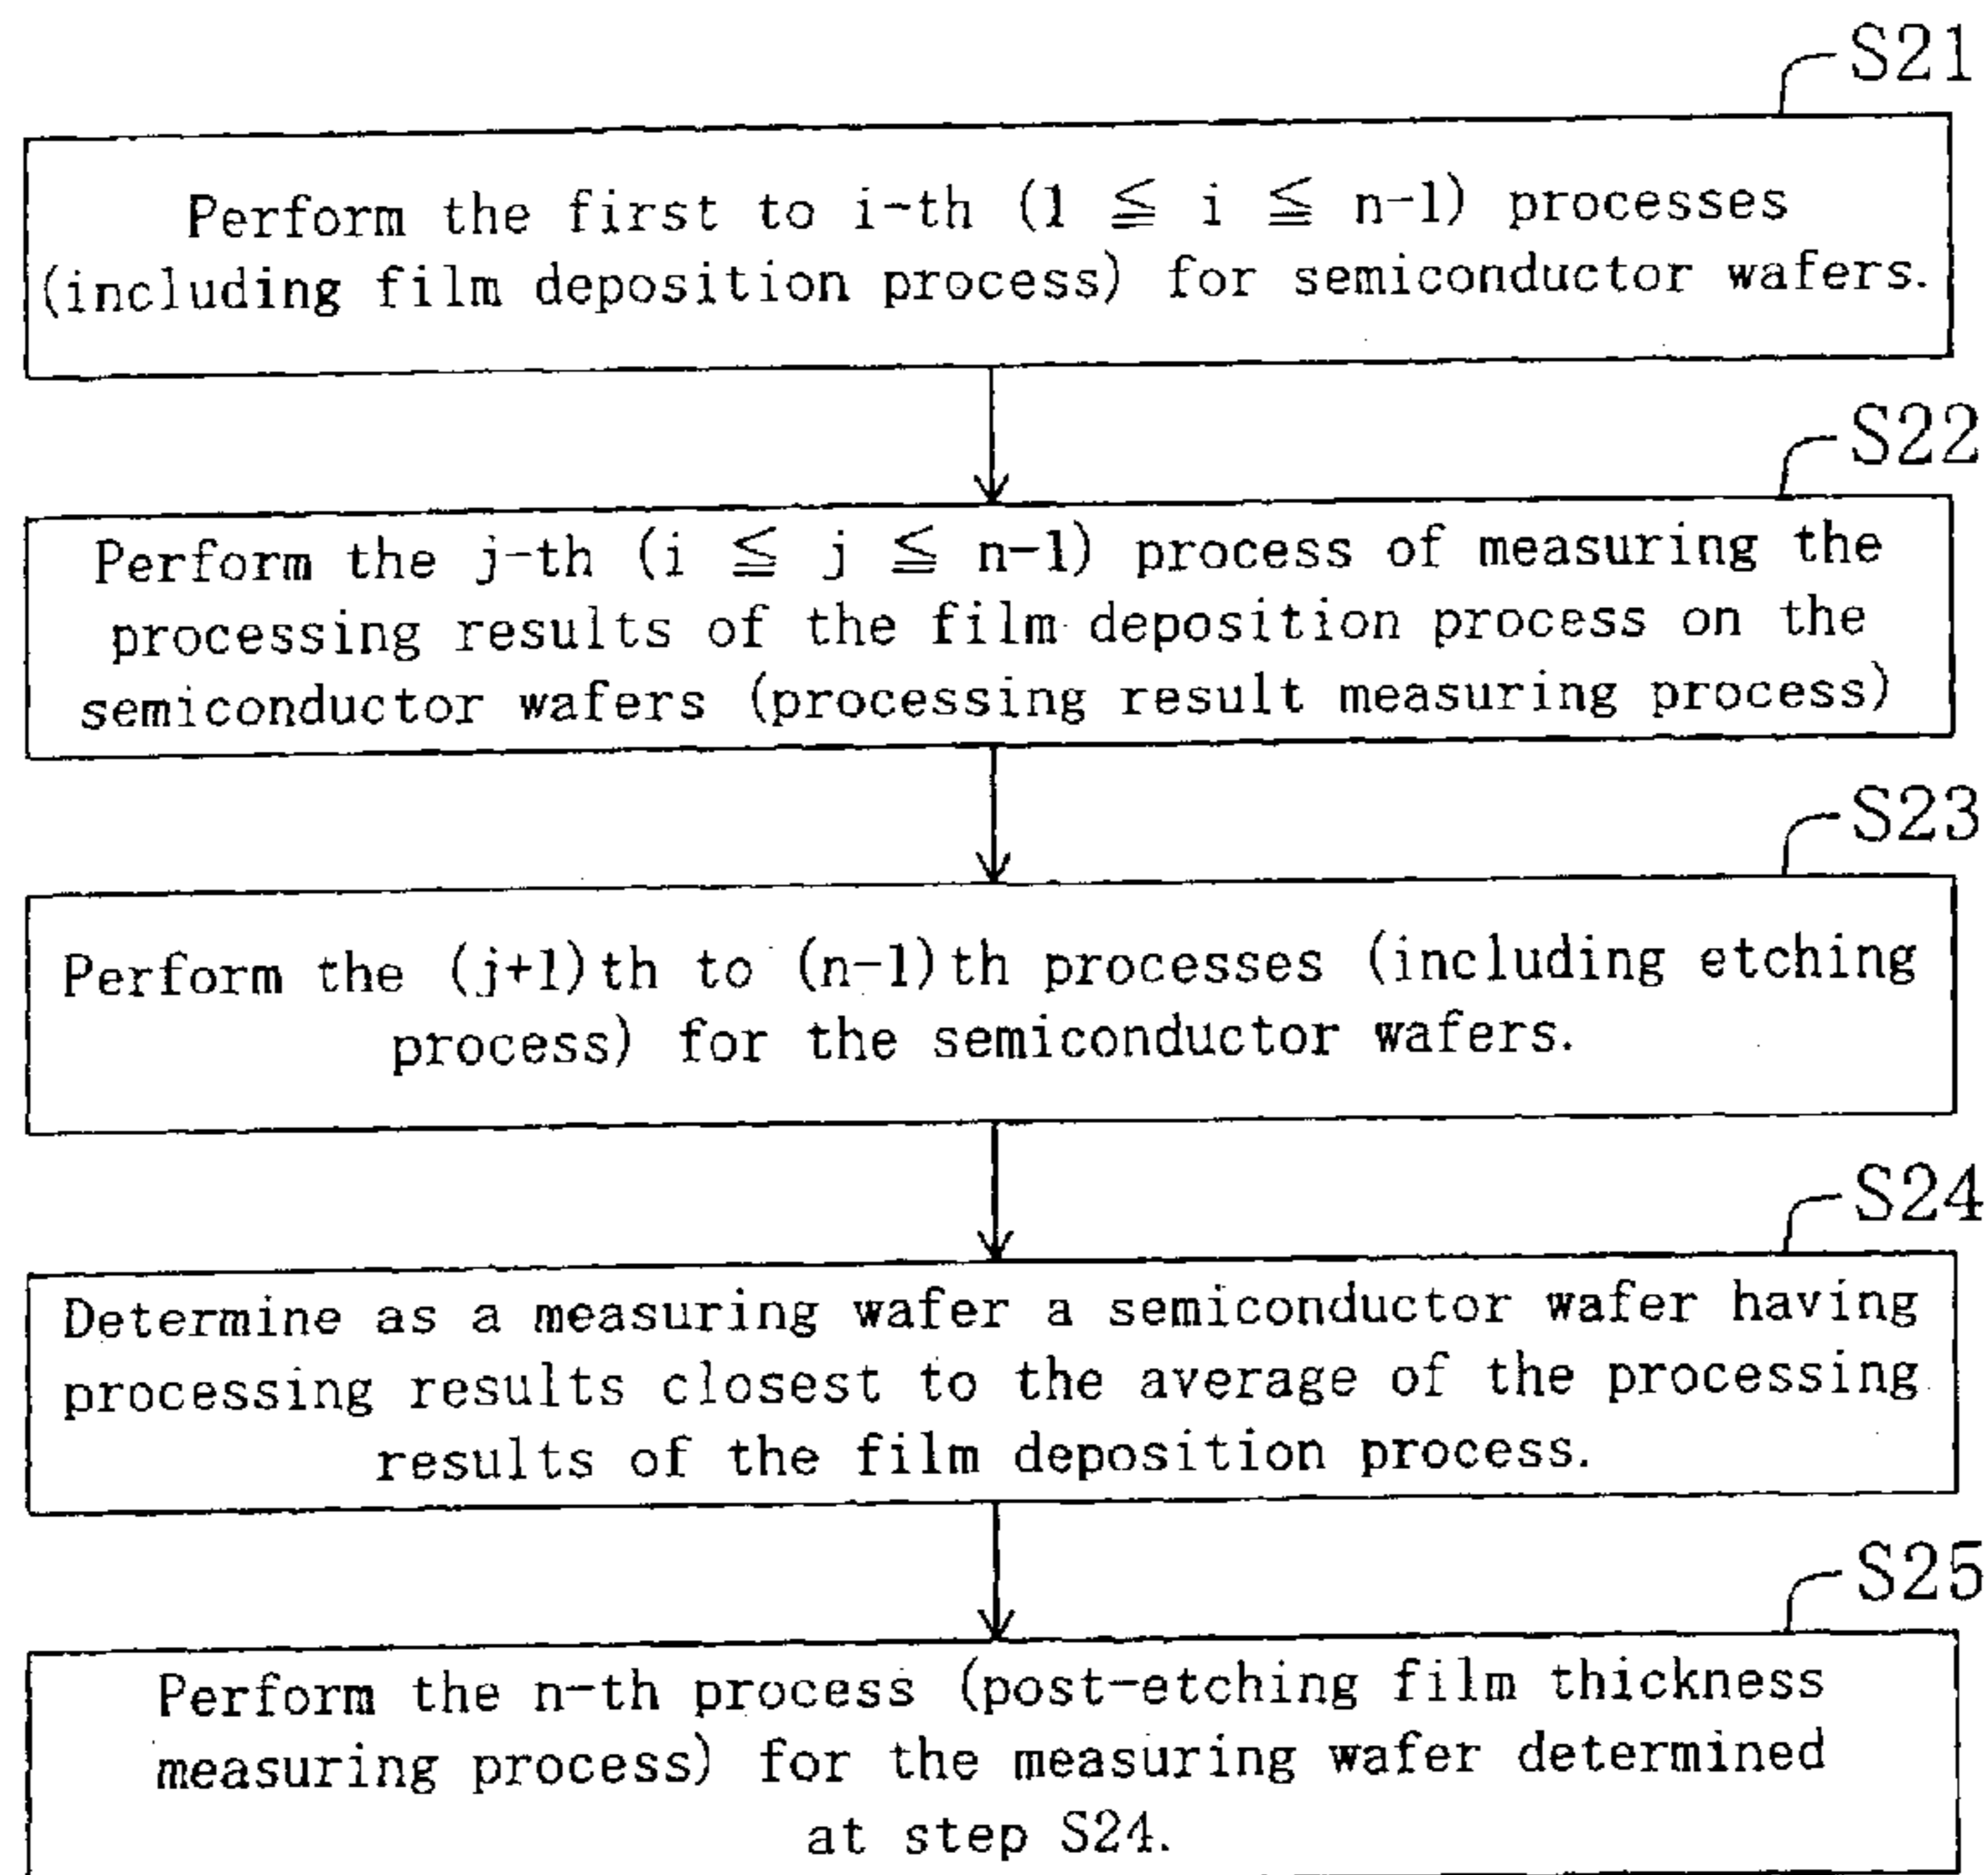 S21
Perform the first to i-th (1 ≦ i ≦ n-1) processes
(including film deposition process) for semiconductor wafers.
S22
Perform the j-th (i ≦ j ≦ n-1) process of measuring the
processing results of the film deposition process on the
semiconductor wafers (processing result measuring process)
S23
Perform the (j+1)th to (n-1)th processes (including etching
process) for the semiconductor wafers.
S24
Determine as a measuring wafer a semiconductor wafer having
processing results closest to the average of the processing
results of the film deposition process.
S25
Perform the n-th process (post-etching film thickness
measuring process) for the measuring wafer determined
at step S24.